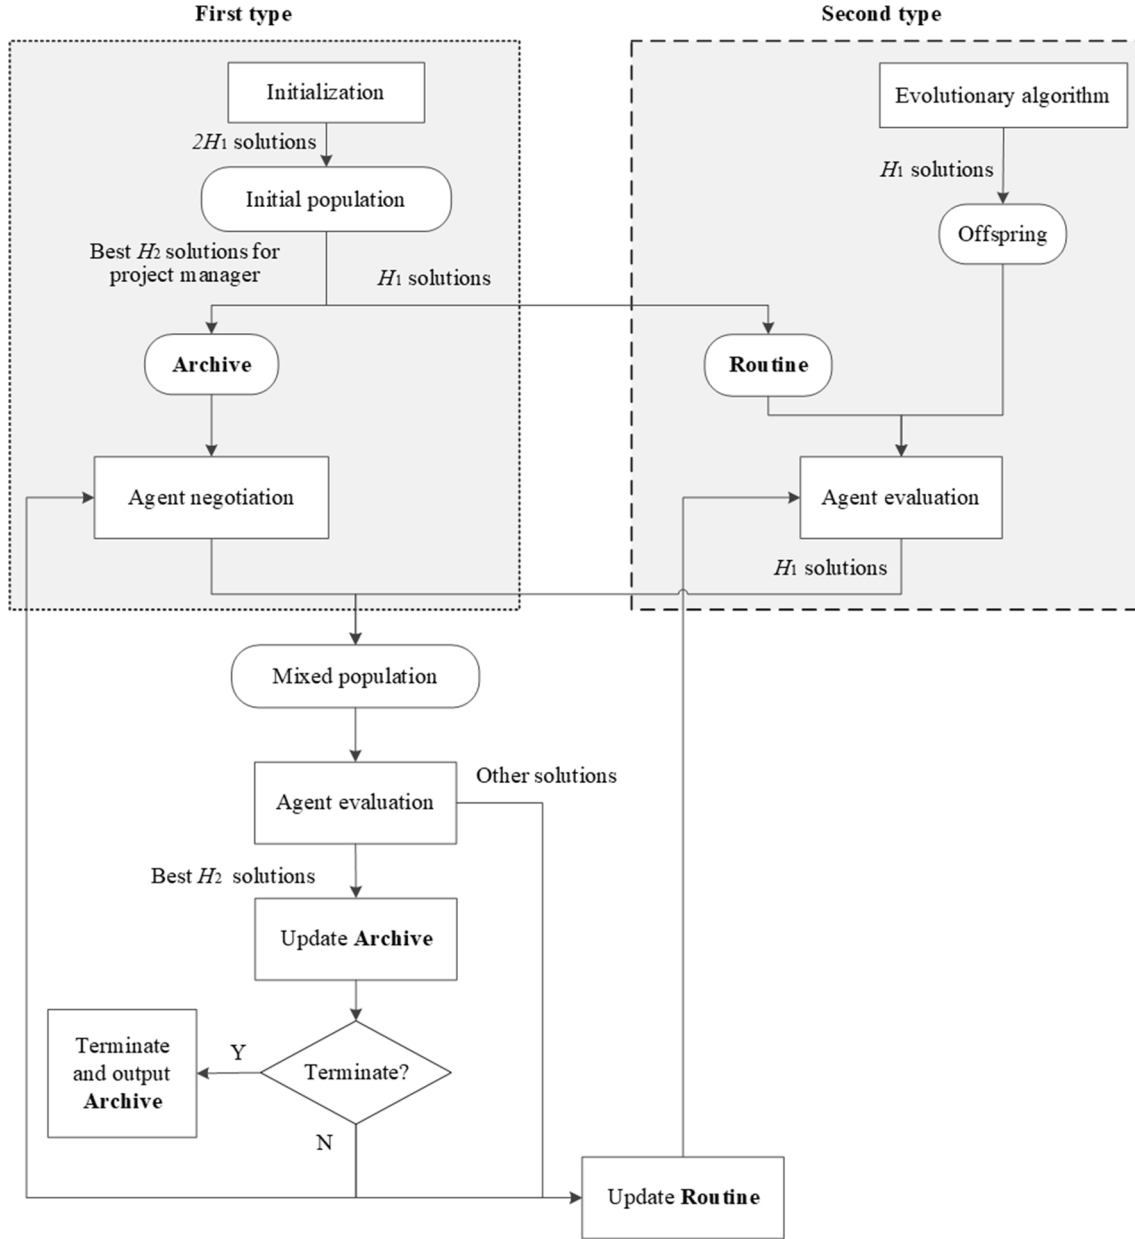 First type
Second type
Initialization
Evolutionary algorithm
2H1 solutions
H1 solutions
Initial population
Offspring
Best H2 solutions for
project manager
H1 solutions
Archive
Routine
Agent negotiation
Agent evaluation
H1 solutions
Mixed population
Other solutions
Agent evaluation
Best H2 solutions
Update Archive
Terminate
and output
Archive
Y
Terminate?
N
Update Routine